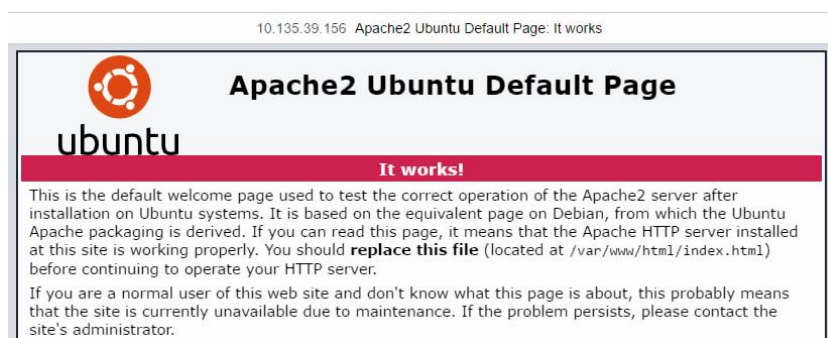 10.135.39.156 Apache2 Ubuntu Default Page: It works
Apache2 Ubuntu Default Page
ubuntu
It works!
This is the default welcome page used to test the correct operation of the Apache2 server after
installation on Ubuntu systems. It is based on the equivalent page on Debian, from which the Ubuntu
Apache packaging is derived. If you can read this page, it means that the Apache HTTP server installed
at this site is working properly. You should replace this file (located at /var/www/html/index.html)
before continuing to operate your HTTP server.
If you are a normal user of this web site and don't know what this page is about, this probably means
that the site is currently unavailable due to maintenance. If the problem persists, please contact the
site's administrator.